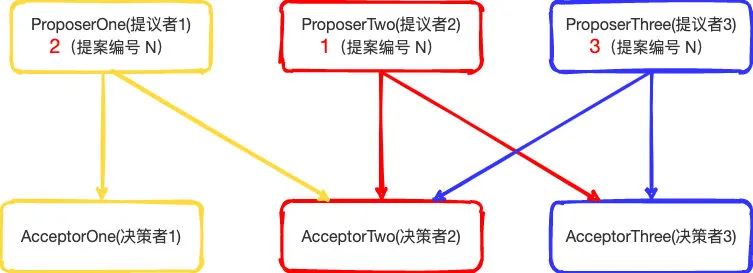 ProposerOne(提议者1)
2（提案编号 N）
ProposerTwo(提议者2)
1（提案编号 N）
ProposerThree(提议者3)
3（提案编号 N）
AcceptorOne(决策者1)
AcceptorTwo(决策者2)
AcceptorThree(决策者3)